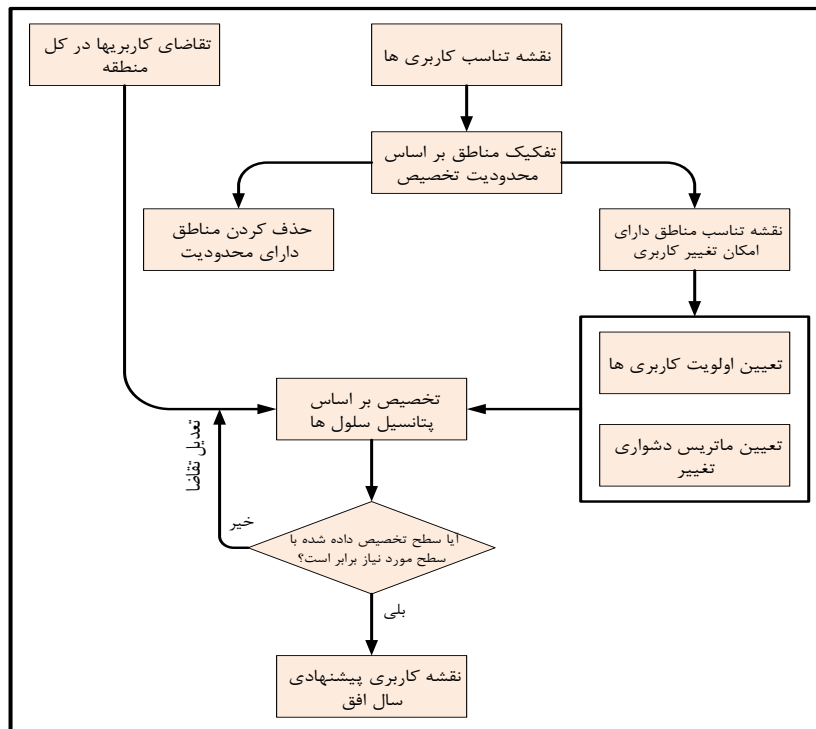 تقاضای کاربریها در کل
منطقه
نقشه تناسب کاربری ها
تفکیک مناطق بر اساس
محدودیت تخصیص
حذف کردن مناطق
دارای محدودیت
نقشه تناسب مناطق دارای
امکان تغییر کاربری
تعیین اولویت کاربری ها
تعیین ماتریس دشواری
تغییر
تخصیص بر اساس
پتانسیل سلول ها
تعدیل تقاضا
خیر
آیا سطح تخصیص داده شده با
سطح مورد نیاز برابر است؟
بلی
نقشه کاربری پیشنهادی
سال افق